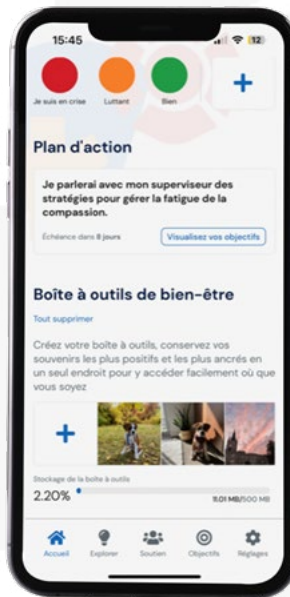 15:45
12
Je suis en crise Luttant Bien
+
Plan d'action
Je parlerai avec mon superviseur des
stratégies pour gérer la fatigue de la
compassion.
Échéance dans 8 jours Visualisez vos objectifs
Boîte à outils de bien-être
Tout supprimer
Créez votre boîte à outils, conservez vos
souvenirs les plus positifs et les plus ancrés en
un seul endroit pour y accéder facilement où que
vous soyez
+
Stockage de la boîte à outils
2.20% 11.01 MB/500 MB
Accueil Explorer Soutien Objectifs Réglages